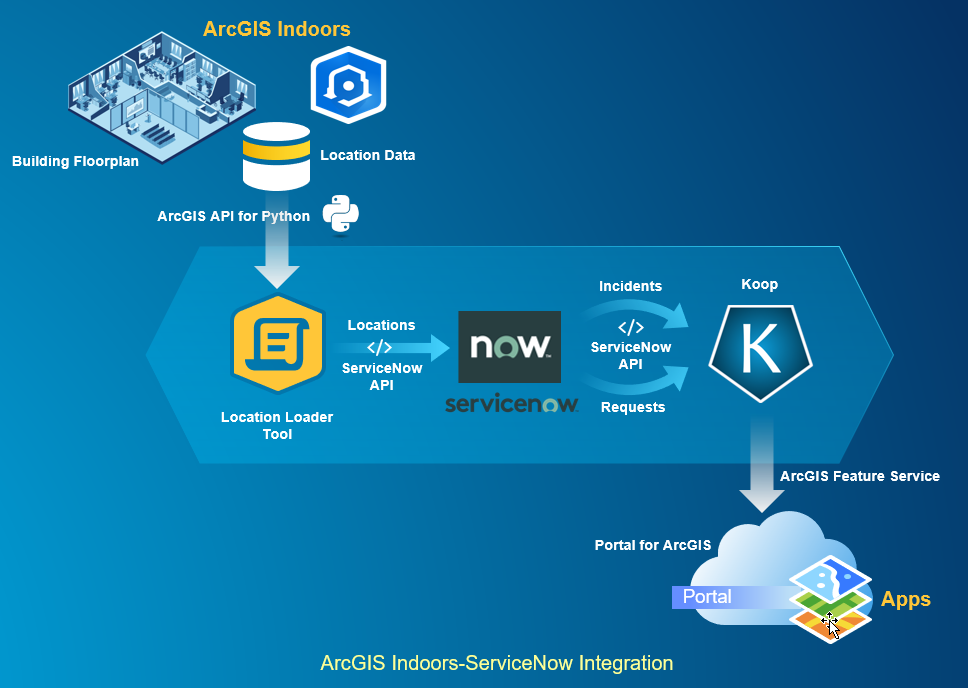 ArcGIS Indoors
Building Floorplan
Location Data
ArcGIS API for Python
Locations
</>
ServiceNow
API
Location Loader
Tool
now
servicenow
Incidents
</>
ServiceNow
API
Requests
Koop
K
ArcGIS Feature Service
Portal for ArcGIS
Portal
Apps
ArcGIS Indoors-ServiceNow Integration